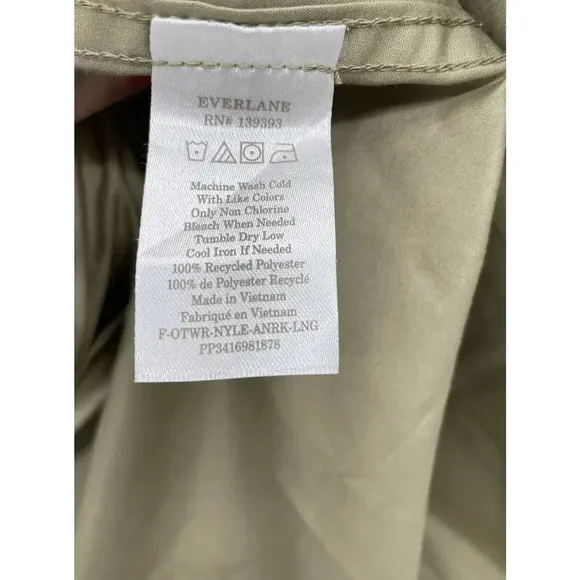 EVERLANE
RN# 139393
Machine Wash Cold
With Like Colors
Only Non Chlorine
Bleach When Needed
Tumble Dry Low
Cool Iron If Needed
100% Recycled Polyester
100% de Polyester Recyclé
Made in Vietnam
Fabriqué en Vietnam
F-OTWR-NYLE-ANRK-LNG
PP3416981878